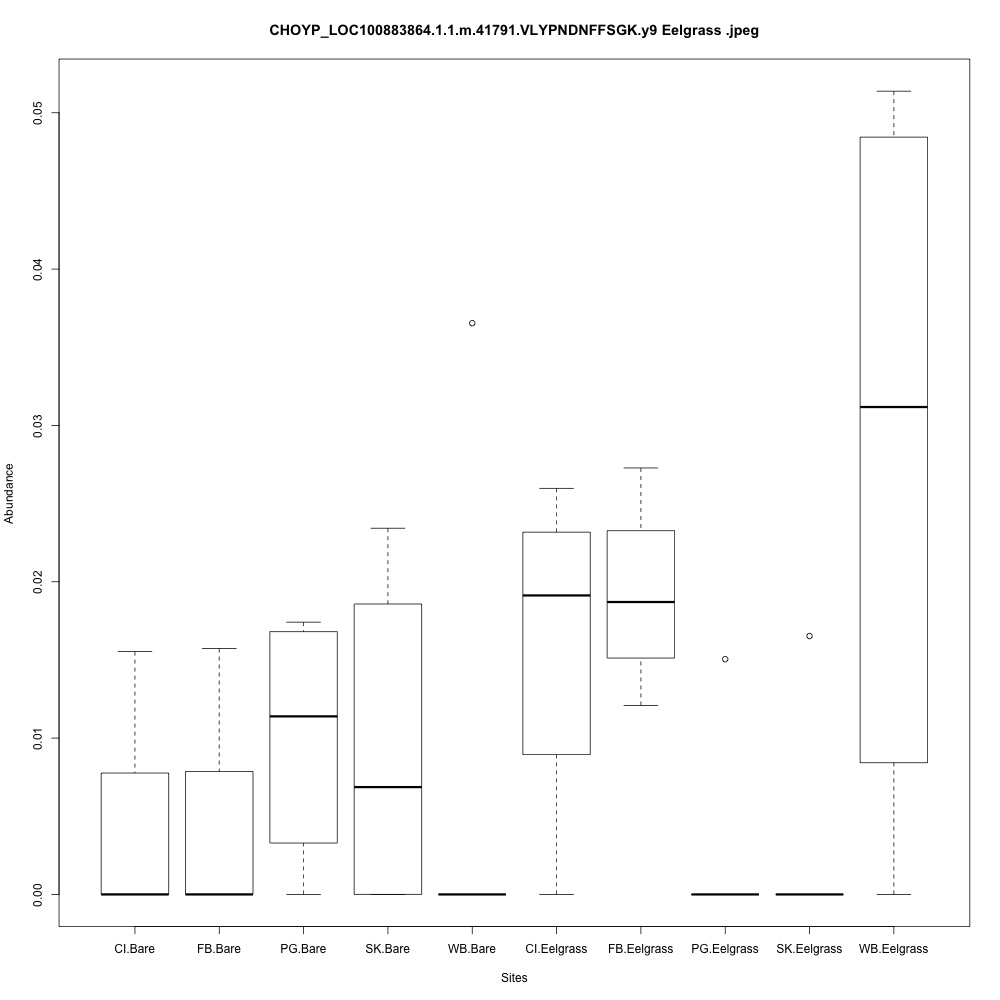 CHOYP_LOC100883864.1.1.m.41791.VLYPNDNFFSGK.y9 Eelgrass .jpeg
0.05
0.04
0.03
0.02
0.01
0.00
Abundance
CI.Bare FB.Bare PG.Bare SK.Bare WB.Bare CI.Eelgrass FB.Eelgrass PG.Eelgrass SK.Eelgrass WB.Eelgrass
Sites